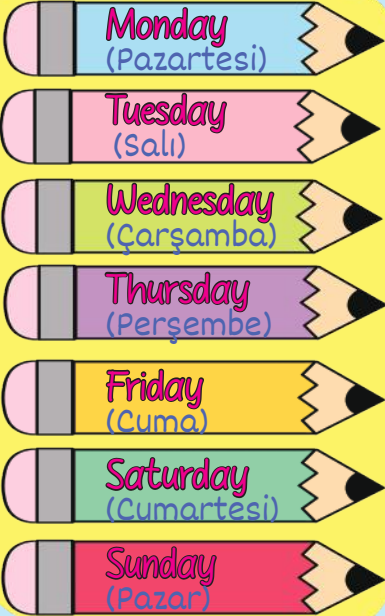 Monday
(Pazartesi)
Tuesday
(Salı)
Wednesday
(Çarşamba)
Thursday
(Perşembe)
Friday
(Cuma)
Saturday
(Cumartesi)
Sunday
(Pazar)